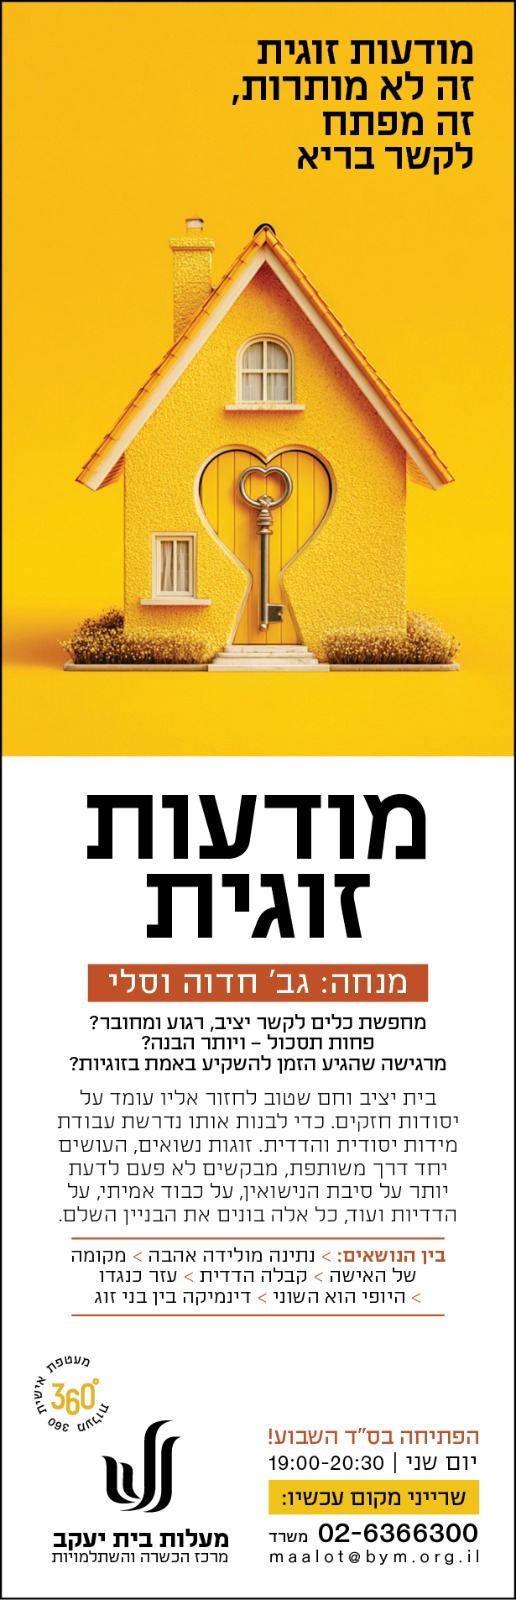 מודעות זוגית
זה לא מותרות,
זה מפתח
לקשר בריא
מודעות
זוגית
מנחה: גב' חדוה וסלי
מחפשת כלים לקשר יציב, רגוע ומחובר?
פחות תסכול – ויותר הבנה?
מרגישה שהגיע הזמן להשקיע באמת בזוגיות?
בית יציב וחם שטוב לחזור אליו עומד על
יסודות חזקים. כדי לבנות אותו נדרשת עבודת
מידות יסודית והדדית. זוגות נשואים, העושים
יחד דרך משותפת, מבקשים לא פעם לדעת
יותר על סיבת הנישואין, על כבוד אמיתי, על
הדדיות ועוד, כל אלה בונים את הבניין השלם.
בין הנושאים: > נתינה מולידה אהבה > מקומה
של האישה > קבלה הדדית > עזר כנגדו
> היופי הוא השוני > דינמיקה בין בני זוג
מעטפת אישית 360 מעלות
360°
הפתיחה בס"ד השבוע!
יום שני | 19:00-20:30
שרייני מקום עכשיו:
02-6366300 משרד
maalot@bym.org.il
מעלות בית יעקב
מרכז הכשרה והשתלמויות